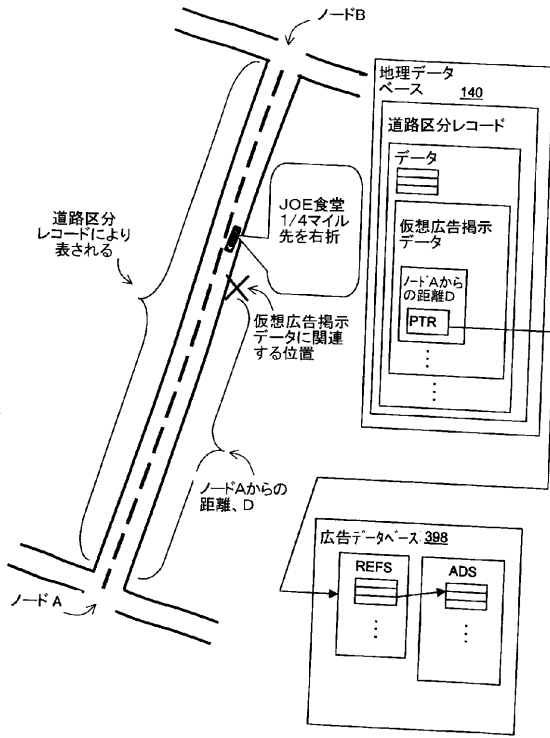 ノードB
地理データ
ベース 140
道路区分レコード
データ
仮想広告掲示
データ
ノードAから
の距離D
PTR
JOE食堂
1/4マイル
先を右折
道路区分
レコードにより
表される
仮想広告掲示
データに関連
する位置
ノードAからの
距離、D
ノードA
広告データベース 398
REFS
ADS